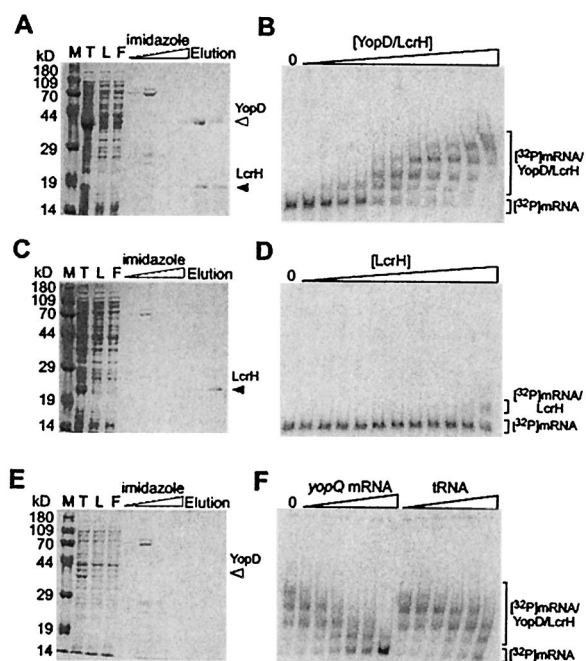 A
imidazole
kD M T L F Elution
180
109
70
44
29
19
14
YopD
LcrH
B
[YopD/LcrH]
0
[³²P]mRNA/
YopD/LcrH
[³²P]mRNA
C
imidazole
kD M T L F Elution
180
109
70
44
29
19
14
LcrH
D
[LcrH]
0
[³²P]mRNA/
LcrH
[³²P]mRNA
E
imidazole
kD M T L F Elution
180
109
70
44
29
19
14
YopD
F
yopQ mRNA tRNA
0
[³²P]mRNA/
YopD/LcrH
[³²P]mRNA